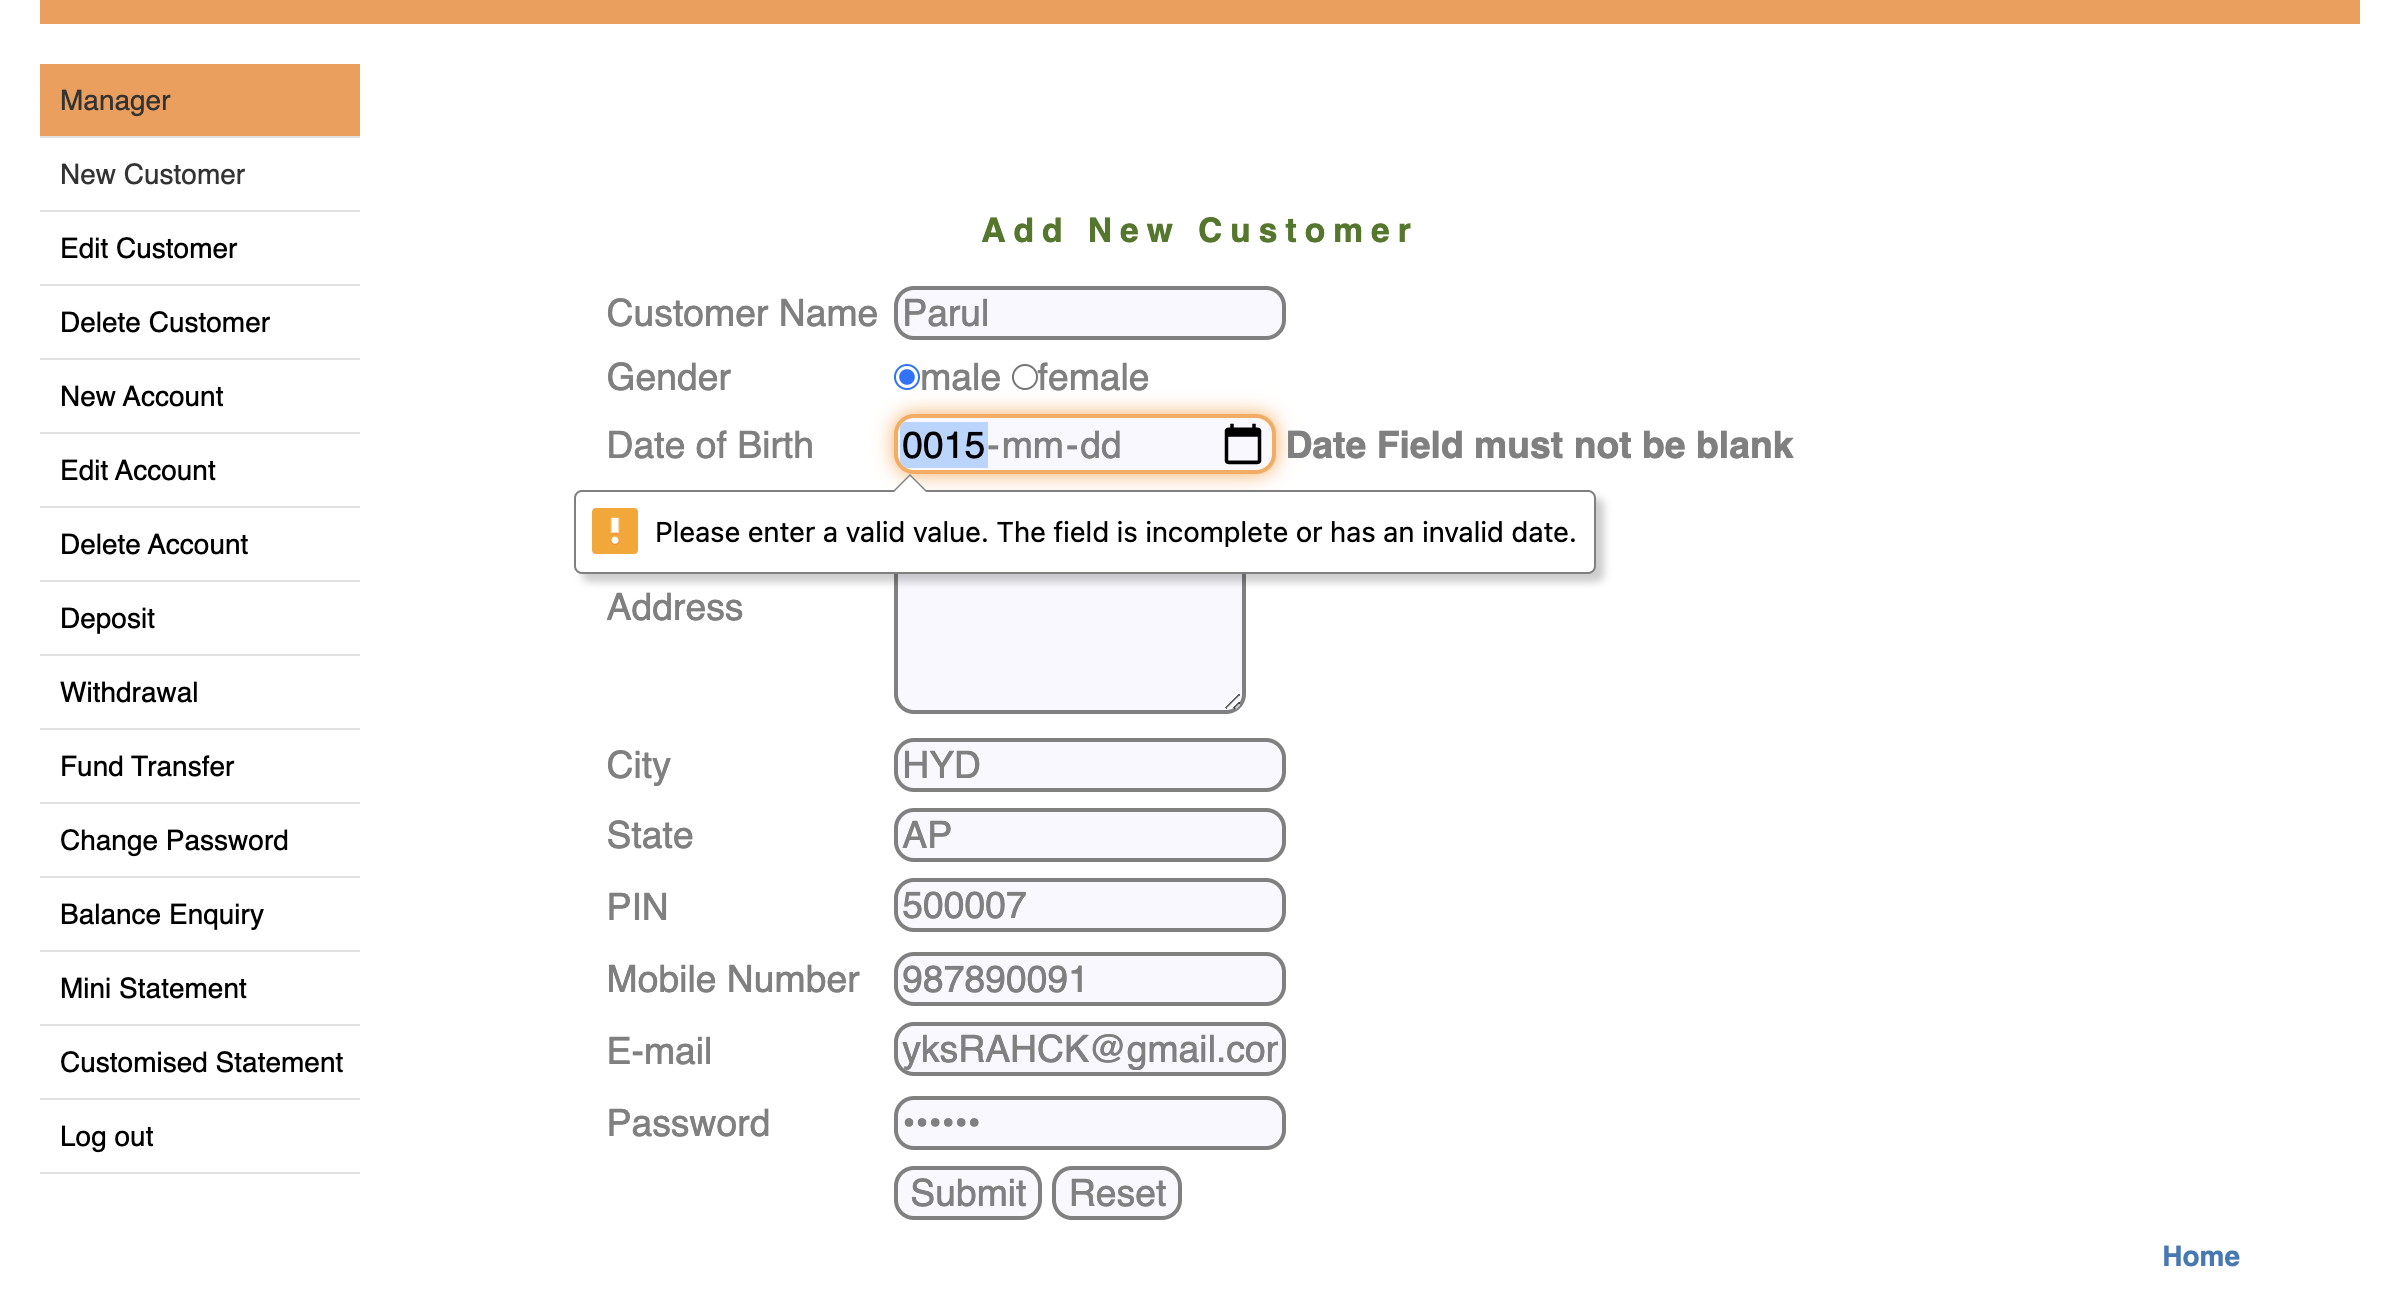 Manager
New Customer
Edit Customer
Delete Customer
New Account
Edit Account
Delete Account
Deposit
Withdrawal
Fund Transfer
Change Password
Balance Enquiry
Mini Statement
Customised Statement
Log out
Add New Customer
Customer Name Parul
Gender male female
Date of Birth 0015-mm-dd Date Field must not be blank
! Please enter a valid value. The field is incomplete or has an invalid date.
Address
City HYD
State AP
PIN 500007
Mobile Number 987890091
E-mail yksRAHCK@gmail.cor
Password ••••••
Submit Reset
Home